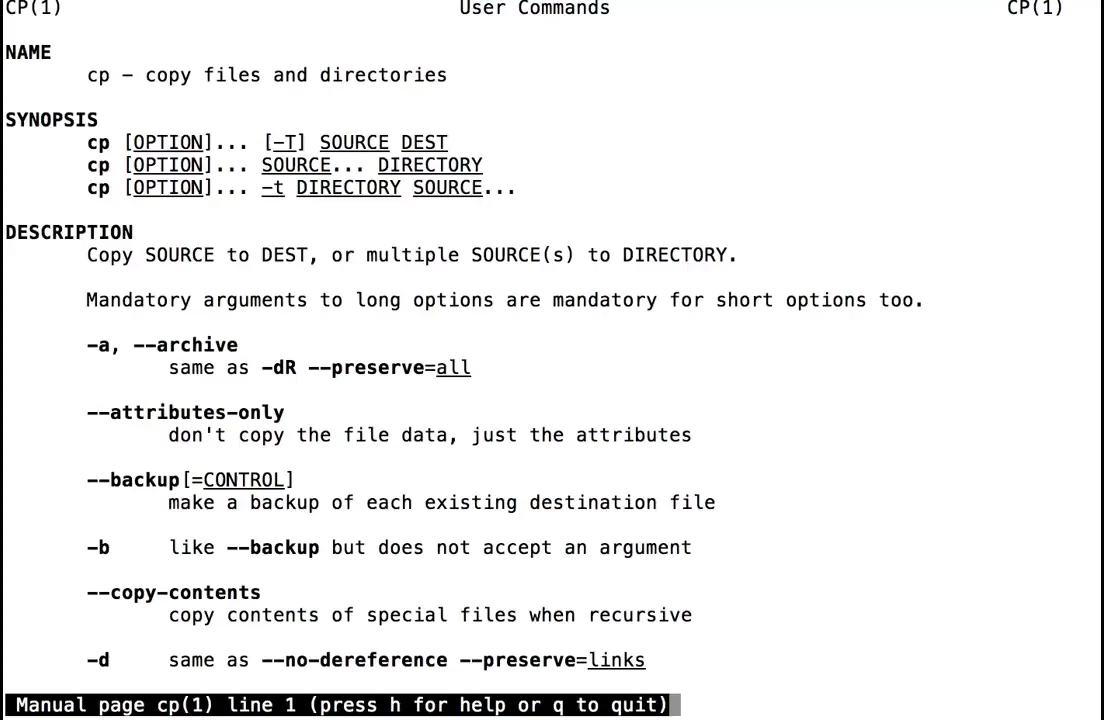 CP(1) User Commands CP(1)
NAME
cp – copy files and directories
SYNOPSIS
cp [OPTION]... [–T] SOURCE DEST
cp [OPTION]... SOURCE... DIRECTORY
cp [OPTION]... –t DIRECTORY SOURCE...
DESCRIPTION
Copy SOURCE to DEST, or multiple SOURCE(s) to DIRECTORY.
Mandatory arguments to long options are mandatory for short options too.
–a, ––archive
same as –dR ––preserve=all
––attributes–only
don't copy the file data, just the attributes
––backup[=CONTROL]
make a backup of each existing destination file
–b like ––backup but does not accept an argument
––copy–contents
copy contents of special files when recursive
–d same as ––no–dereference ––preserve=links
Manual page cp(1) line 1 (press h for help or q to quit)